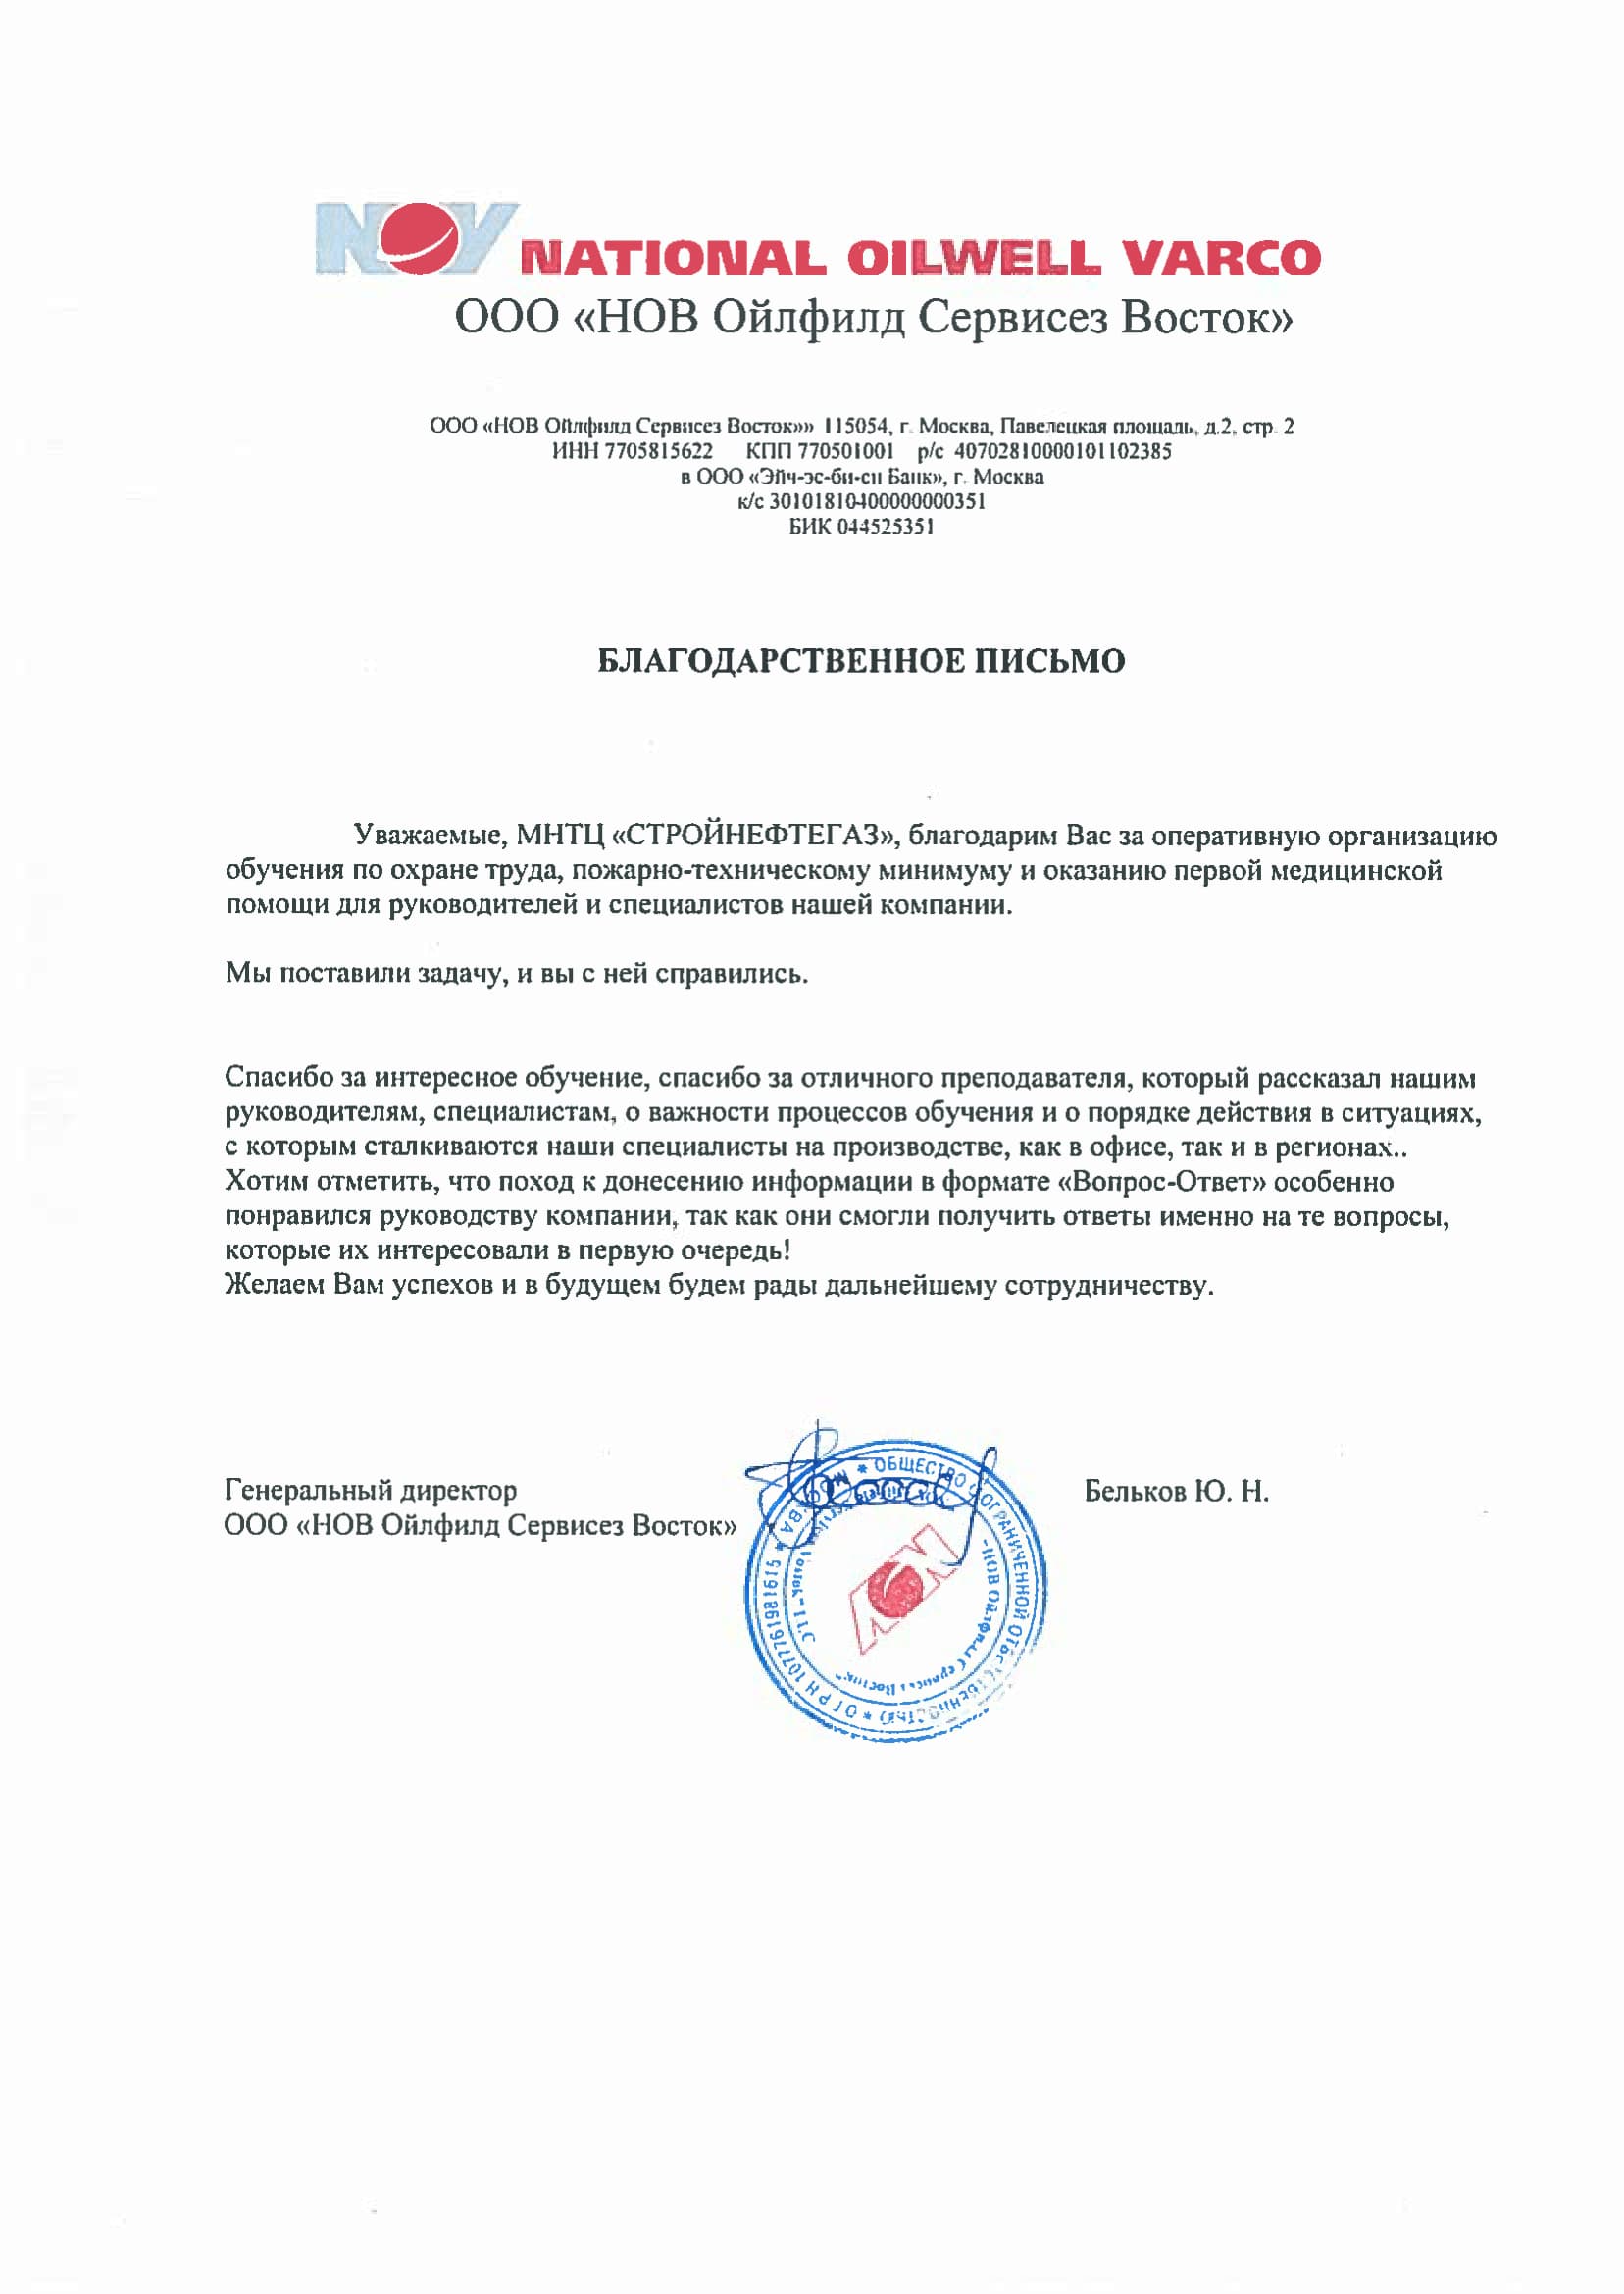 NOV NATIONAL OILWELL VARCO
ООО «НОВ Ойлфилд Сервисез Восток»
ООО «НОВ Ойлфилд Сервисез Восток»» 115054, г. Москва, Павелецкая площадь, д.2, стр. 2
ИНН 7705815622 КПП 770501001 р/с 40702810000101102385
в ООО «Эйч-эс-би-си Банк», г. Москва
к/с 30101810400000000351
БИК 044525351
БЛАГОДАРСТВЕННОЕ ПИСЬМО
Уважаемые, МНТЦ «СТРОЙНЕФТЕГАЗ», благодарим Вас за оперативную организацию
обучения по охране труда, пожарно-техническому минимуму и оказанию первой медицинской
помощи для руководителей и специалистов нашей компании.
Мы поставили задачу, и вы с ней справились.
Спасибо за интересное обучение, спасибо за отличного преподавателя, который рассказал нашим
руководителям, специалистам, о важности процессов обучения и о порядке действия в ситуациях,
с которым сталкиваются наши специалисты на производстве, как в офисе, так и в регионах..
Хотим отметить, что поход к донесению информации в формате «Вопрос-Ответ» особенно
понравился руководству компании, так как они смогли получить ответы именно на те вопросы,
которые их интересовали в первую очередь!
Желаем Вам успехов и в будущем будем рады дальнейшему сотрудничеству.
Генеральный директор
ООО «НОВ Ойлфилд Сервисез Восток»
Бельков Ю. Н.
* ОБЩЕСТВО С ОГРАНИЧЕННОЙ ОТВЕТСТВЕННОСТЬЮ * ОГРН 1077761981615 * МОСКВА
NOV